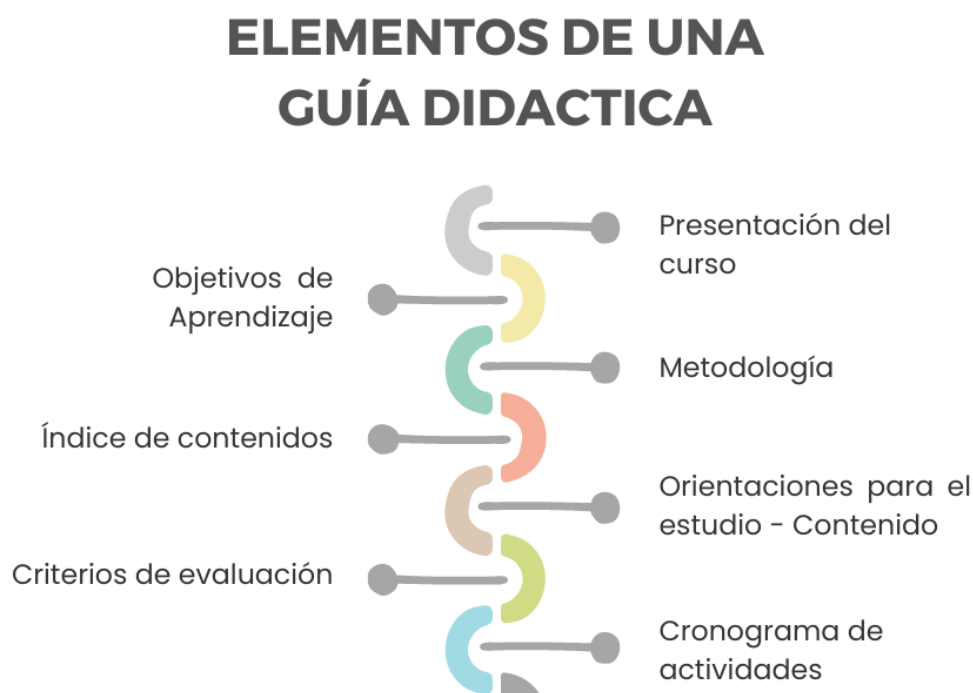 ELEMENTOS DE UNA
GUÍA DIDACTICA
Presentación del
curso
Objetivos de
Aprendizaje
Metodología
Índice de contenidos
Orientaciones para el
estudio - Contenido
Criterios de evaluación
Cronograma de
actividades